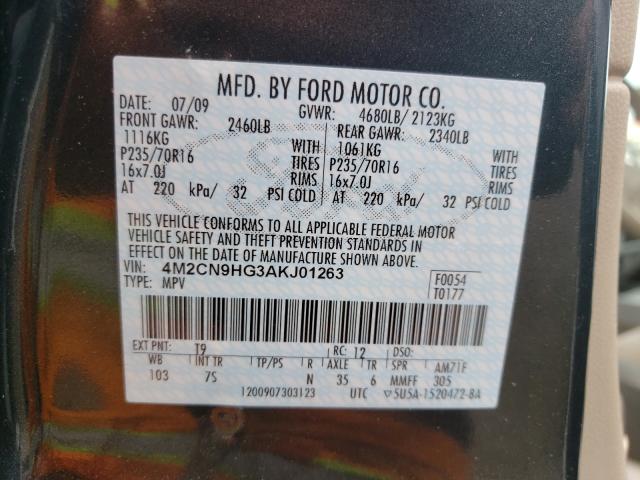 MFD. BY FORD MOTOR CO.
DATE: 07/09 GVWR: 4680LB/ 2123KG
FRONT GAWR: 2460LB REAR GAWR: 2340LB
1116KG WITH 1061KG WITH
P235/70R16 TIRES P235/70R16 TIRES
16x7.0J RIMS 16x7.0J RIMS
AT 220 kPa/ 32 PSI COLD AT 220 kPa/ 32 PSI COLD
THIS VEHICLE CONFORMS TO ALL APPLICABLE FEDERAL MOTOR
VEHICLE SAFETY AND THEFT PREVENTION STANDARDS IN
EFFECT ON THE DATE OF MANUFACTURE SHOWN ABOVE.
VIN: 4M2CN9HG3AKJ01263 F0054
TYPE: MPV T0177
EXT PNT: T9 RC: 12 DSO:
WB INT TR TP/PS R AXLE TR SPR AM71F
103 7S N 35 6 MMFF 305
1200907303123 UTC ▽5U5A-1520472-BA